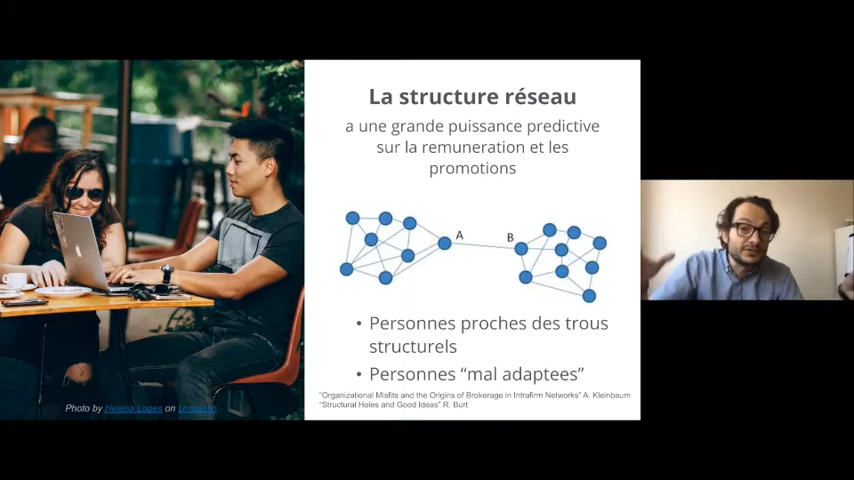 La structure réseau
a une grande puissance predictive
sur la remuneration et les
promotions
A
B
• Personnes proches des trous
structurels
• Personnes “mal adaptees”
"Organizational Misfits and the Origins of Brokerage in Intrafirm Networks" A. Kleinbaum
"Structural Holes and Good Ideas" R. Burt
Photo by Helena Lopes on Unsplash